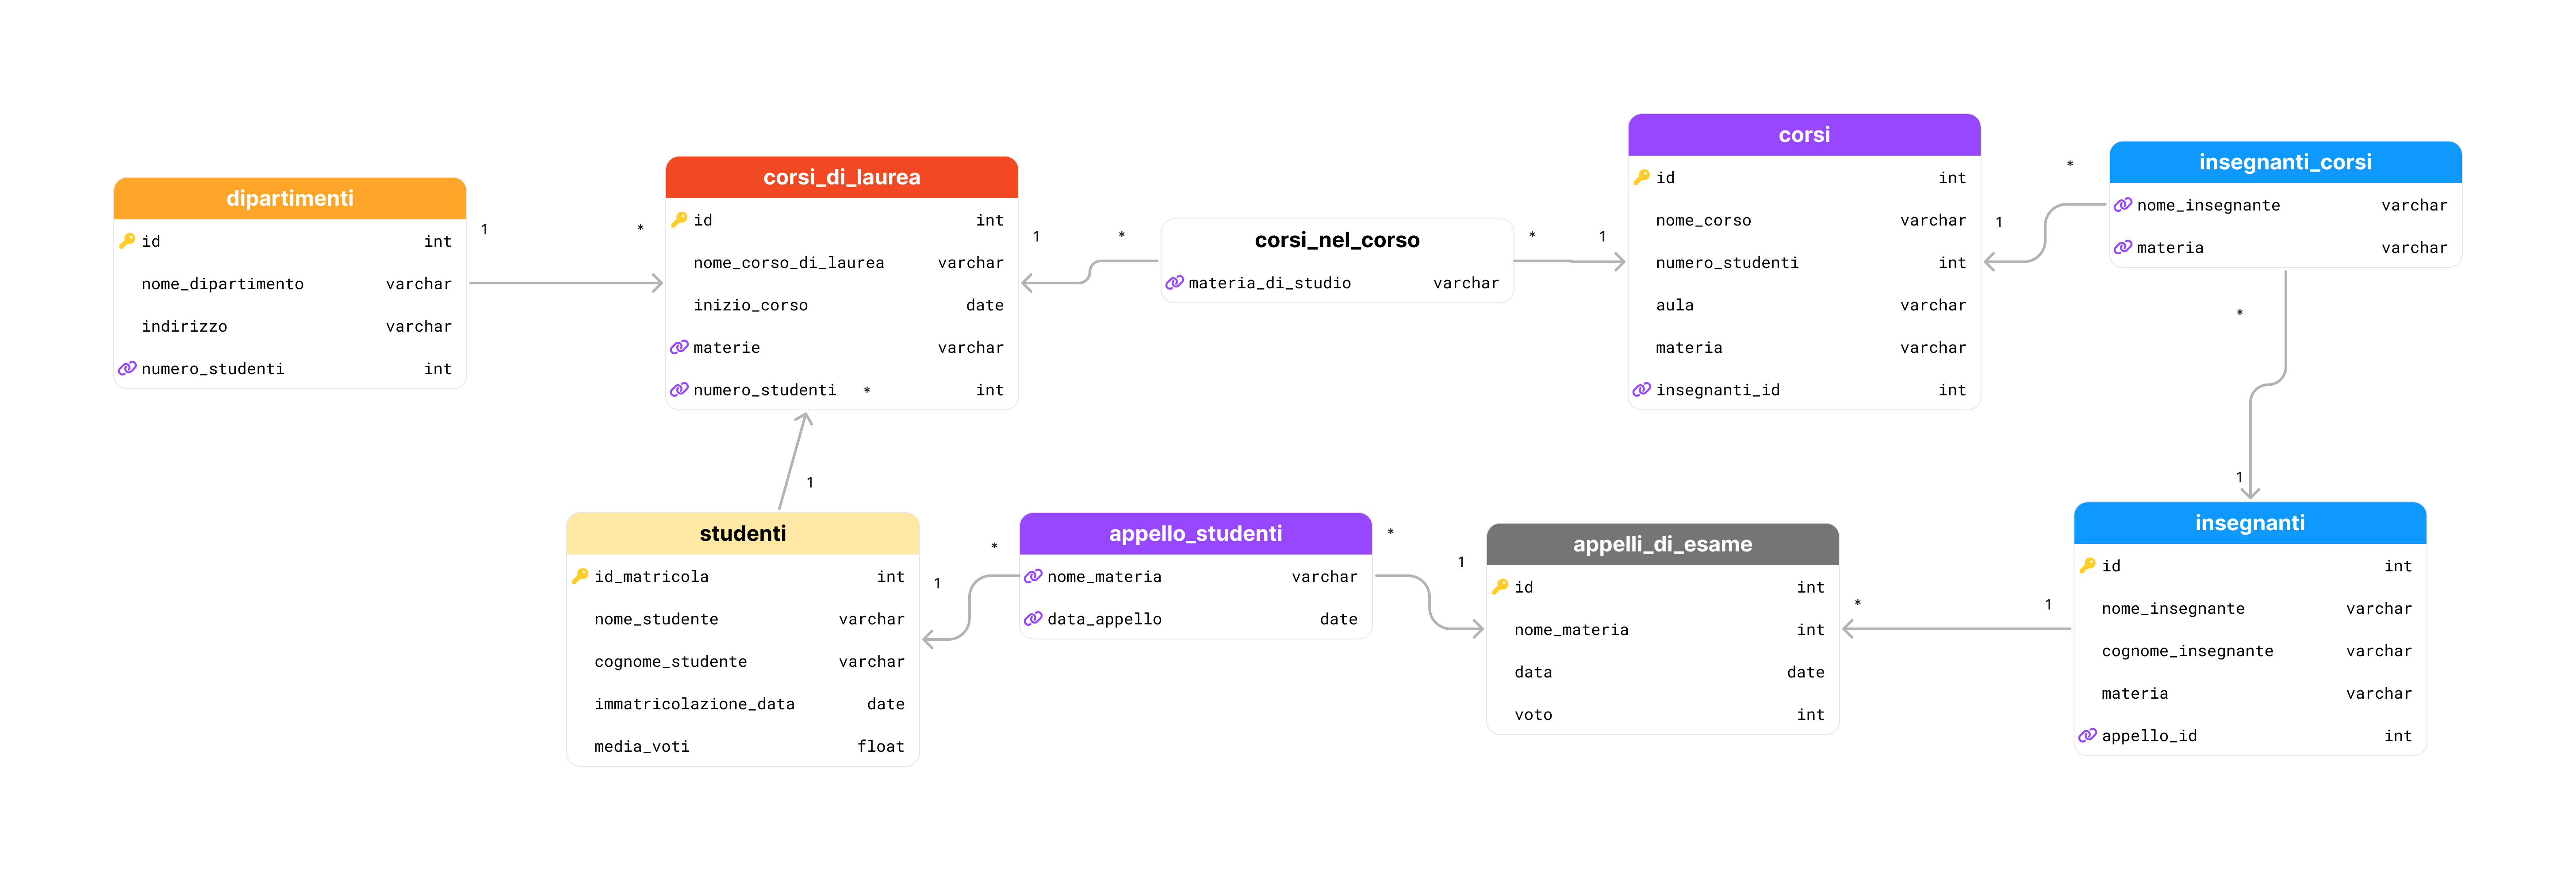 dipartimenti
id int
nome_dipartimento varchar
indirizzo varchar
numero_studenti int
1
*
corsi_di_laurea
id int
nome_corso_di_laurea varchar
inizio_corso date
materie varchar
numero_studenti * int
1
*
corsi_nel_corso
materia_di_studio varchar
*
1
corsi
id int
nome_corso varchar
numero_studenti int
aula varchar
materia varchar
insegnanti_id int
1
*
insegnanti_corsi
nome_insegnante varchar
materia varchar
*
1
1
studenti
id_matricola int
nome_studente varchar
cognome_studente varchar
immatricolazione_data date
media_voti float
1
*
appello_studenti
nome_materia varchar
data_appello date
*
1
appelli_di_esame
id int
nome_materia int
data date
voto int
*
1
insegnanti
id int
nome_insegnante varchar
cognome_insegnante varchar
materia varchar
appello_id int